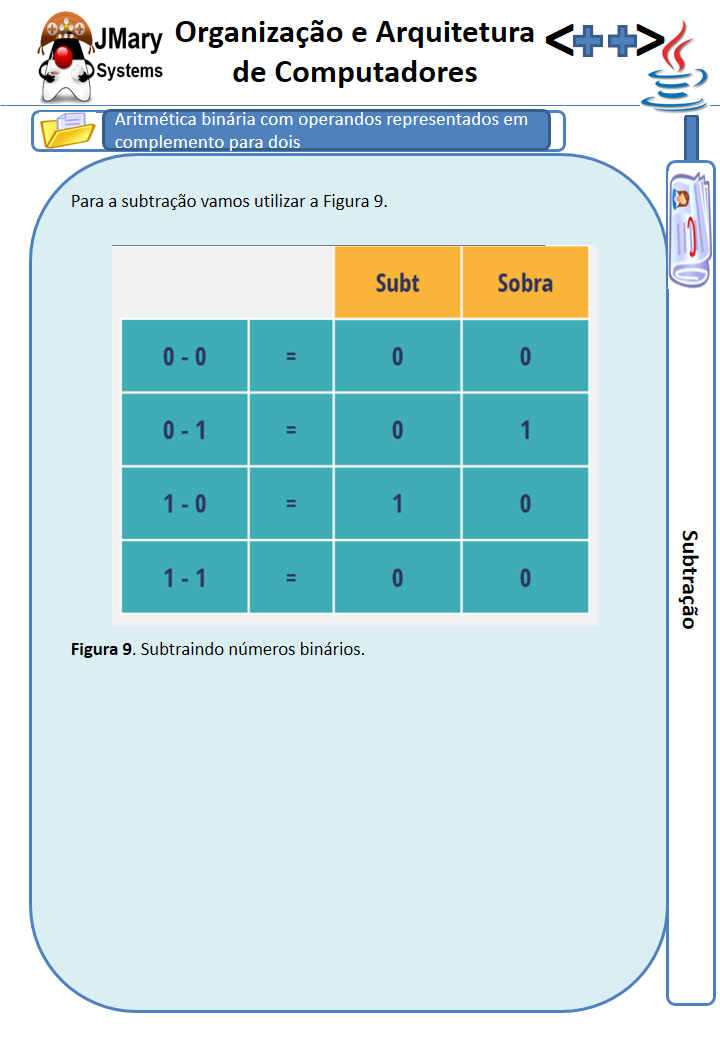 JMary
Systems
Organização e Arquitetura
de Computadores
<++>
Aritmética binária com operandos representados em
complemento para dois
Para a subtração vamos utilizar a Figura 9.
Subt Sobra
0 - 0 = 0 0
0 - 1 = 0 1
1 - 0 = 1 0
1 - 1 = 0 0
Figura 9. Subtraindo números binários.
Subtração